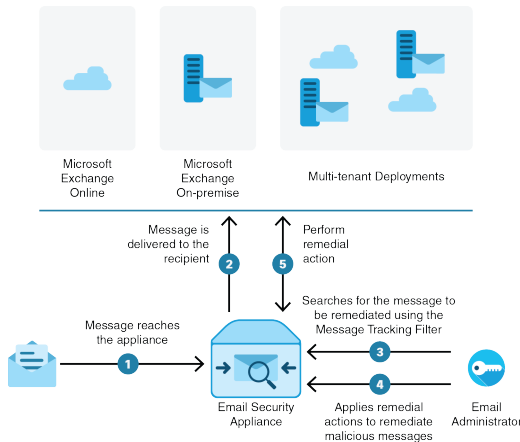 Microsoft
Exchange
Online
Microsoft
Exchange
On-premise
Multi-tenant Deployments
Message is
delivered to the
recipient
2
5
Perform
remedial
action
Message reaches
the appliance
1
Searches for the message to
be remediated using the
Message Tracking Filter
3
4
Email Security
Appliance
Applies remedial
actions to remediate
malicious messages
Email
Administrator